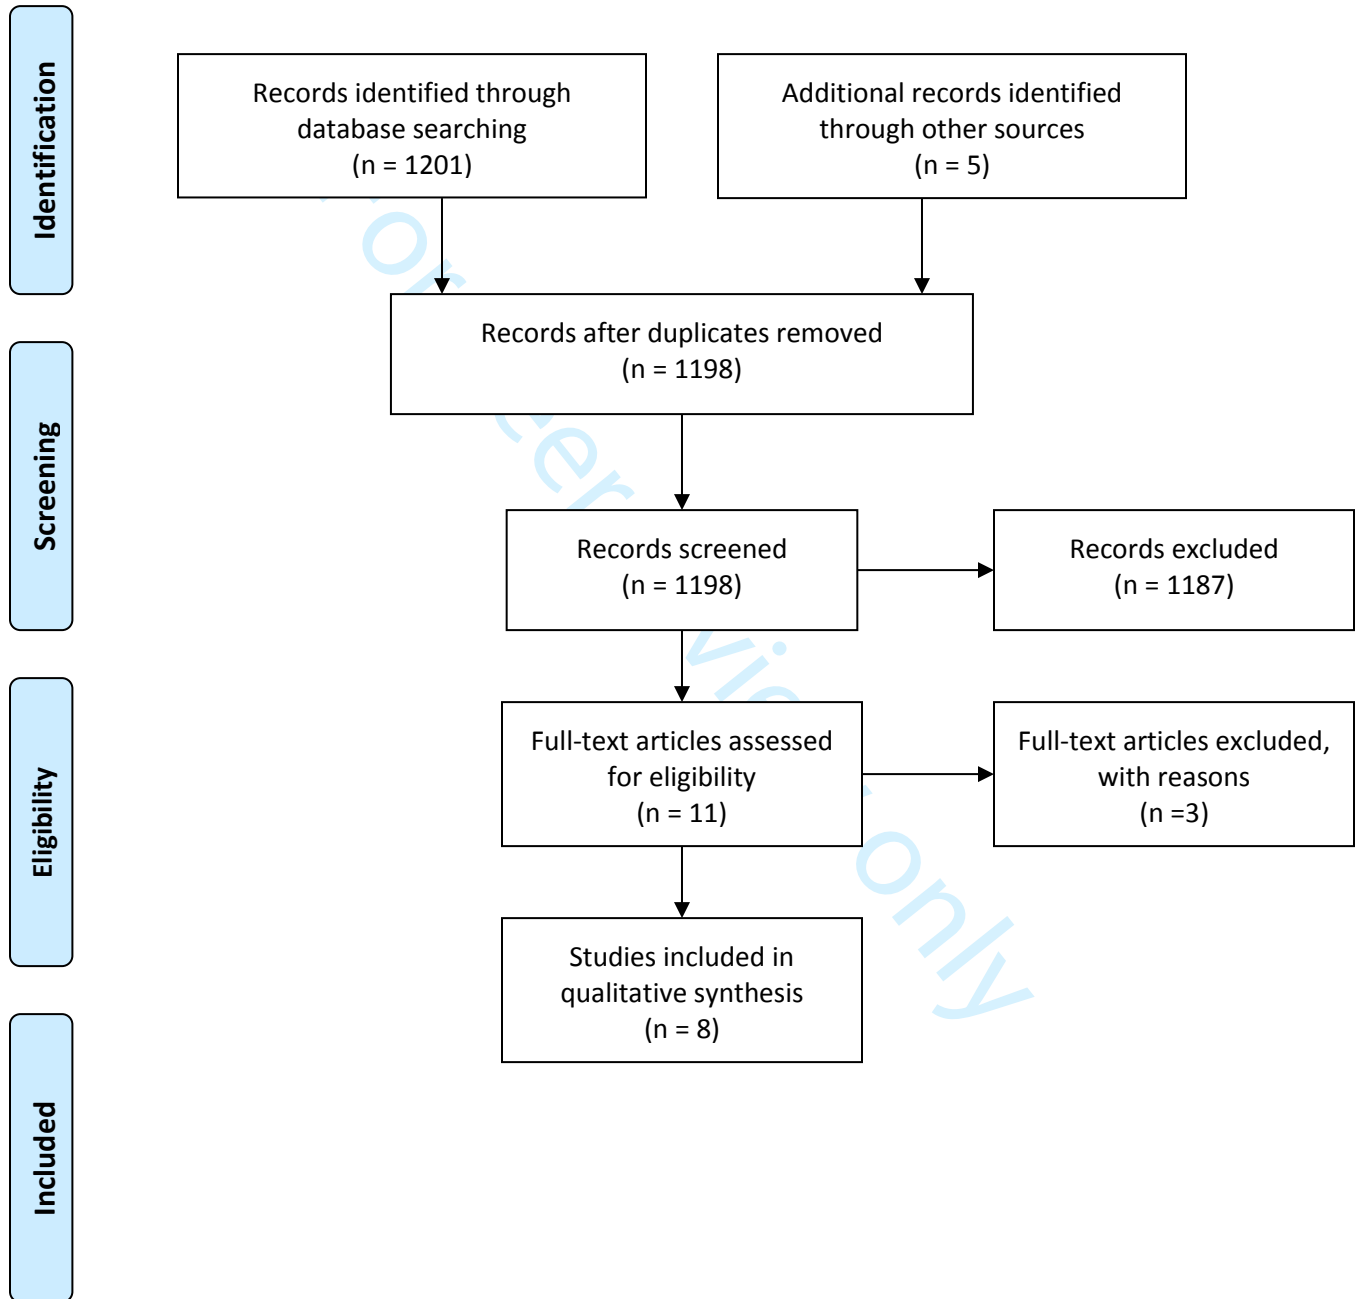 Identification
Records identified through
database searching
(n = 1201)
Additional records identified
through other sources
(n = 5)
Records after duplicates removed
(n = 1198)
Screening
Records screened
(n = 1198)
Records excluded
(n = 1187)
Eligibility
Full-text articles assessed
for eligibility
(n = 11)
Full-text articles excluded,
with reasons
(n =3)
Studies included in
qualitative synthesis
(n = 8)
Included
only